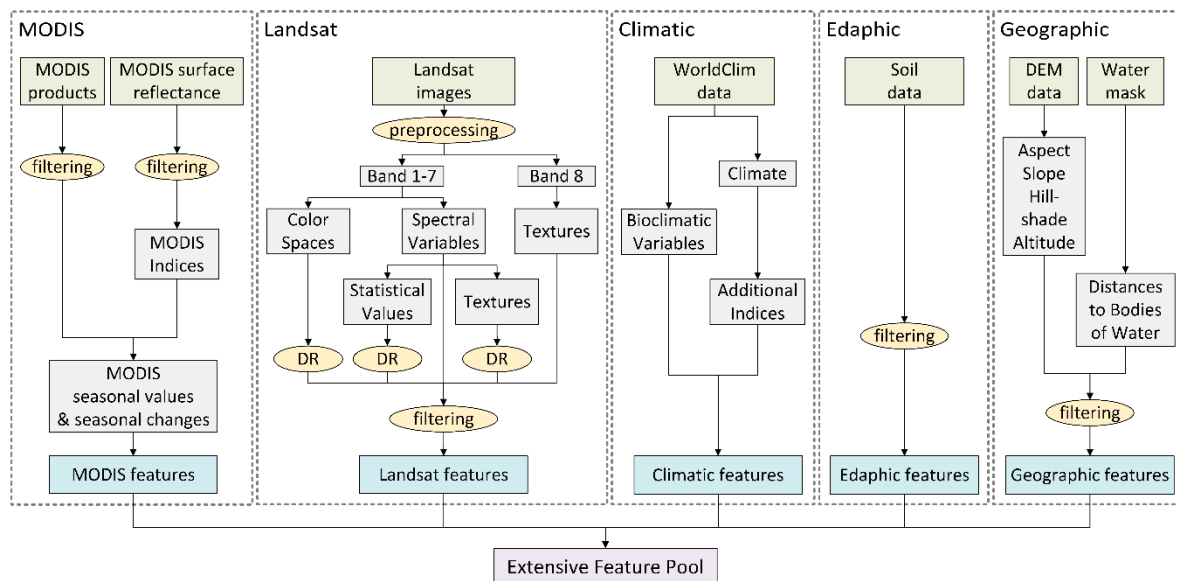 MODIS
MODIS
products
MODIS surface
reflectance
filtering
filtering
MODIS
Indices
MODIS
seasonal values
& seasonal changes
MODIS features
Landsat
Landsat
images
preprocessing
Band 1-7
Band 8
Color
Spaces
Spectral
Variables
Textures
Statistical
Values
Textures
DR
DR
DR
filtering
Landsat features
Climatic
WorldClim
data
Climate
Bioclimatic
Variables
Additional
Indices
Climatic features
Edaphic
Soil
data
filtering
Edaphic features
Geographic
DEM
data
Water
mask
Aspect
Slope
Hill-
shade
Altitude
Distances
to Bodies
of Water
filtering
Geographic features
Extensive Feature Pool